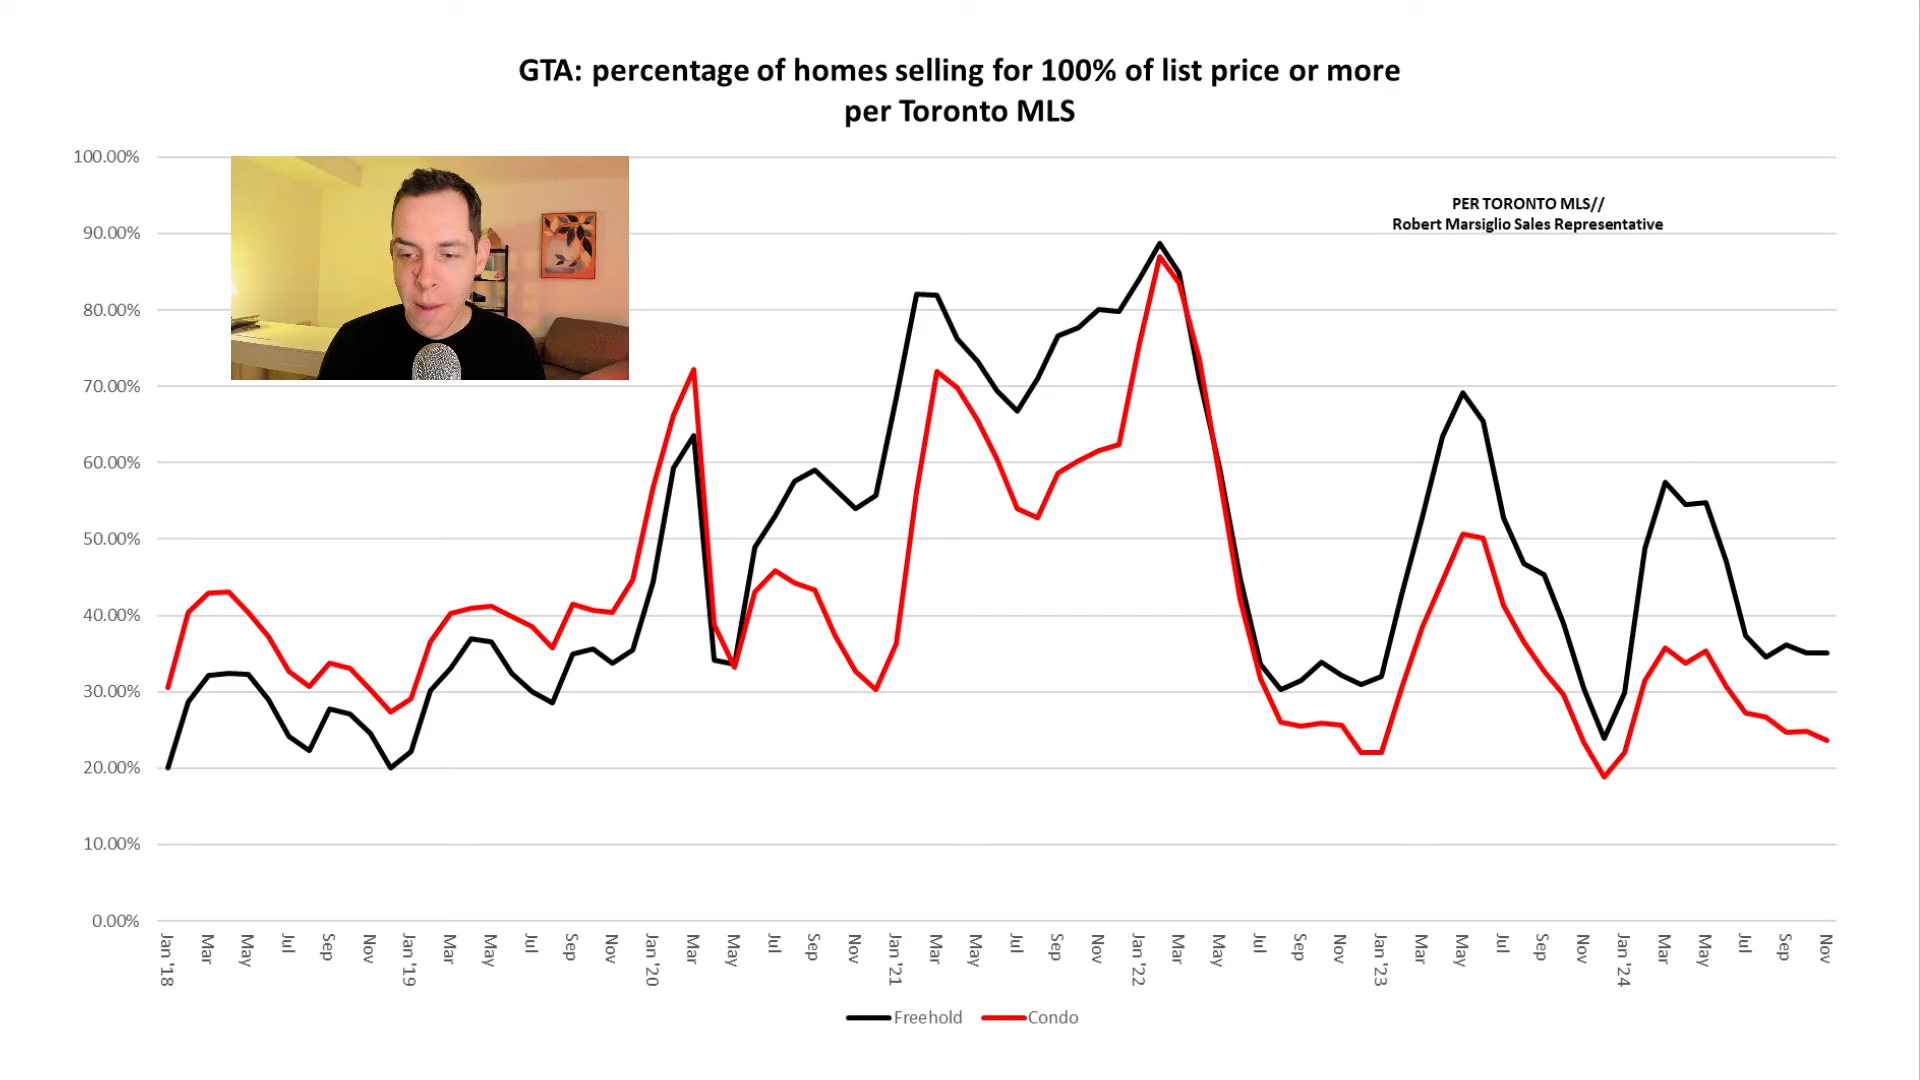 GTA: percentage of homes selling for 100% of list price or more
per Toronto MLS
PER TORONTO MLS//
Robert Marsiglio Sales Representative
100.00%
90.00%
80.00%
70.00%
60.00%
50.00%
40.00%
30.00%
20.00%
10.00%
0.00%
Jan '18
Mar
May
Jul
Sep
Nov
Jan '19
Mar
May
Jul
Sep
Nov
Jan '20
Mar
May
Jul
Sep
Nov
Jan '21
Mar
May
Jul
Sep
Nov
Jan '22
Mar
May
Jul
Sep
Nov
Jan '23
Mar
May
Jul
Sep
Nov
Jan '24
Mar
May
Jul
Sep
Nov
Freehold
Condo